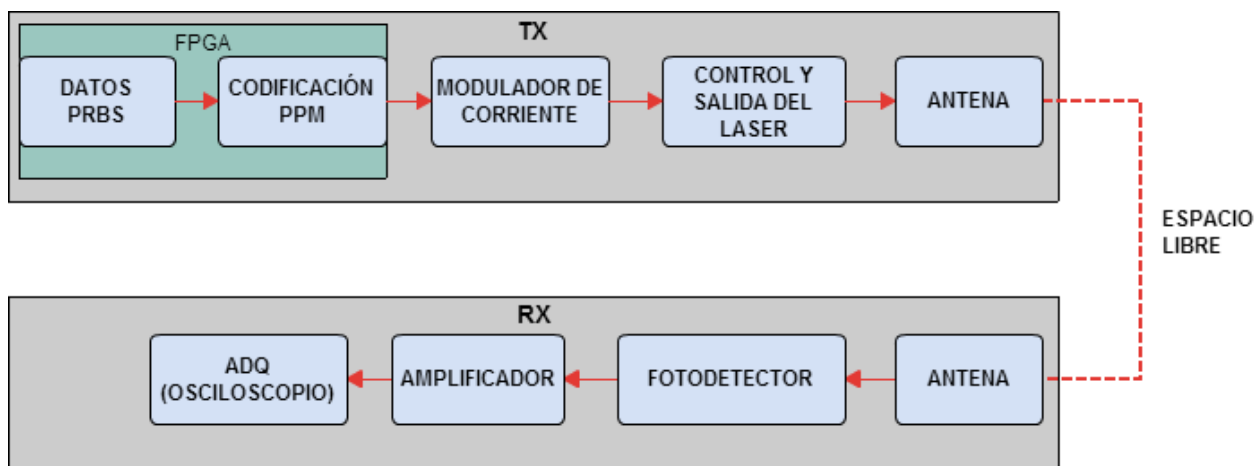 TX
FPGA
DATOS
PRBS
CODIFICACIÓN
PPM
MODULADOR DE
CORRIENTE
CONTROL Y
SALIDA DEL
LASER
ANTENA
ESPACIO
LIBRE
RX
ADQ
(OSCILOSCOPIO)
AMPLIFICADOR
FOTODETECTOR
ANTENA